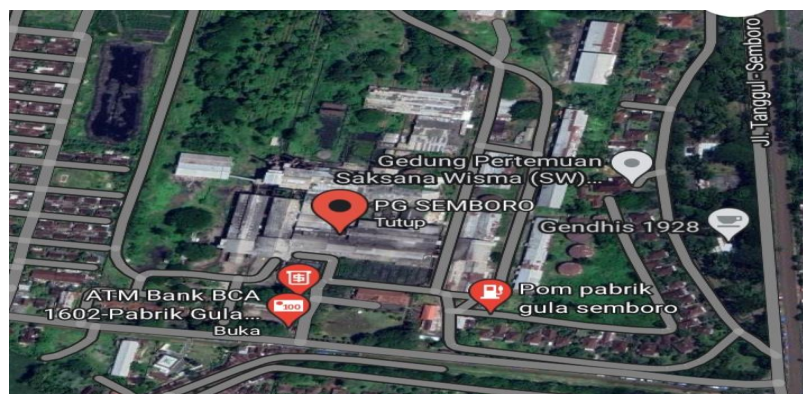 Jl. Tanggul - Semboro
Gedung Pertemuan
Saksana Wisma (SW)...
PG SEMBORO
Tutup
Gendhis 1928
ATM Bank BCA
1602-Pabrik Gula...
Buka
100
Pom pabrik
gula semboro